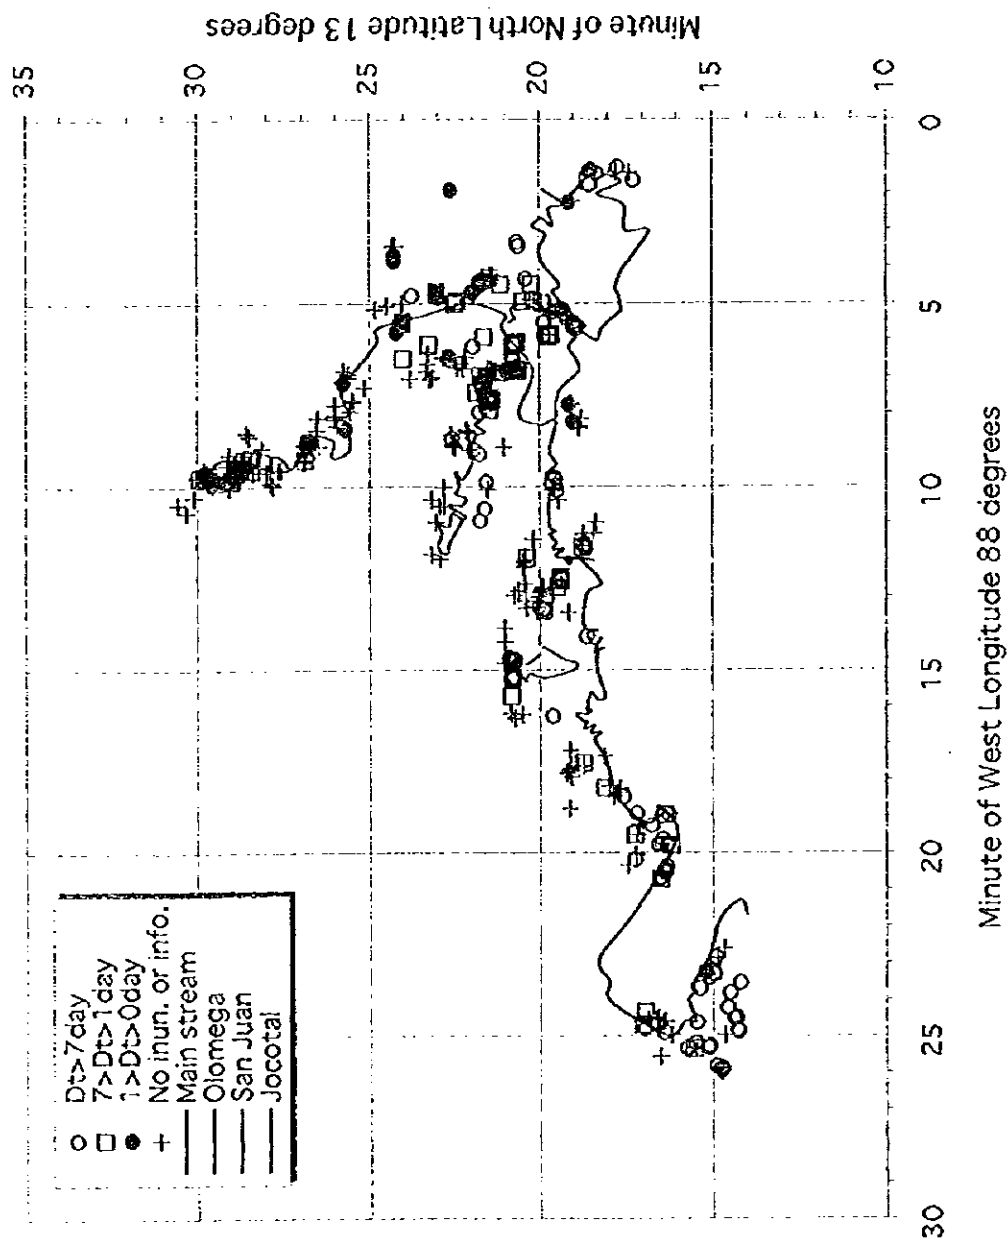 Dt>7day
7>Dt>1day
1>Dt>0day
No inun. or info.
Main stream
Olomega
San Juan
Jocotal
35
30
25
20
15
10
Minute of North Latitude 13 degrees
30
25
20
15
10
5
0
Minute of West Longitude 88 degrees